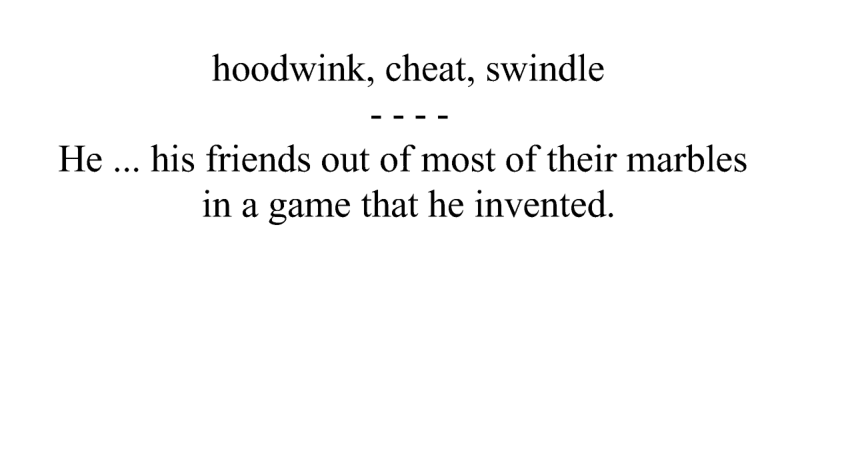 hoodwink, cheat, swindle
- - - -
He ... his friends out of most of their marbles
in a game that he invented.